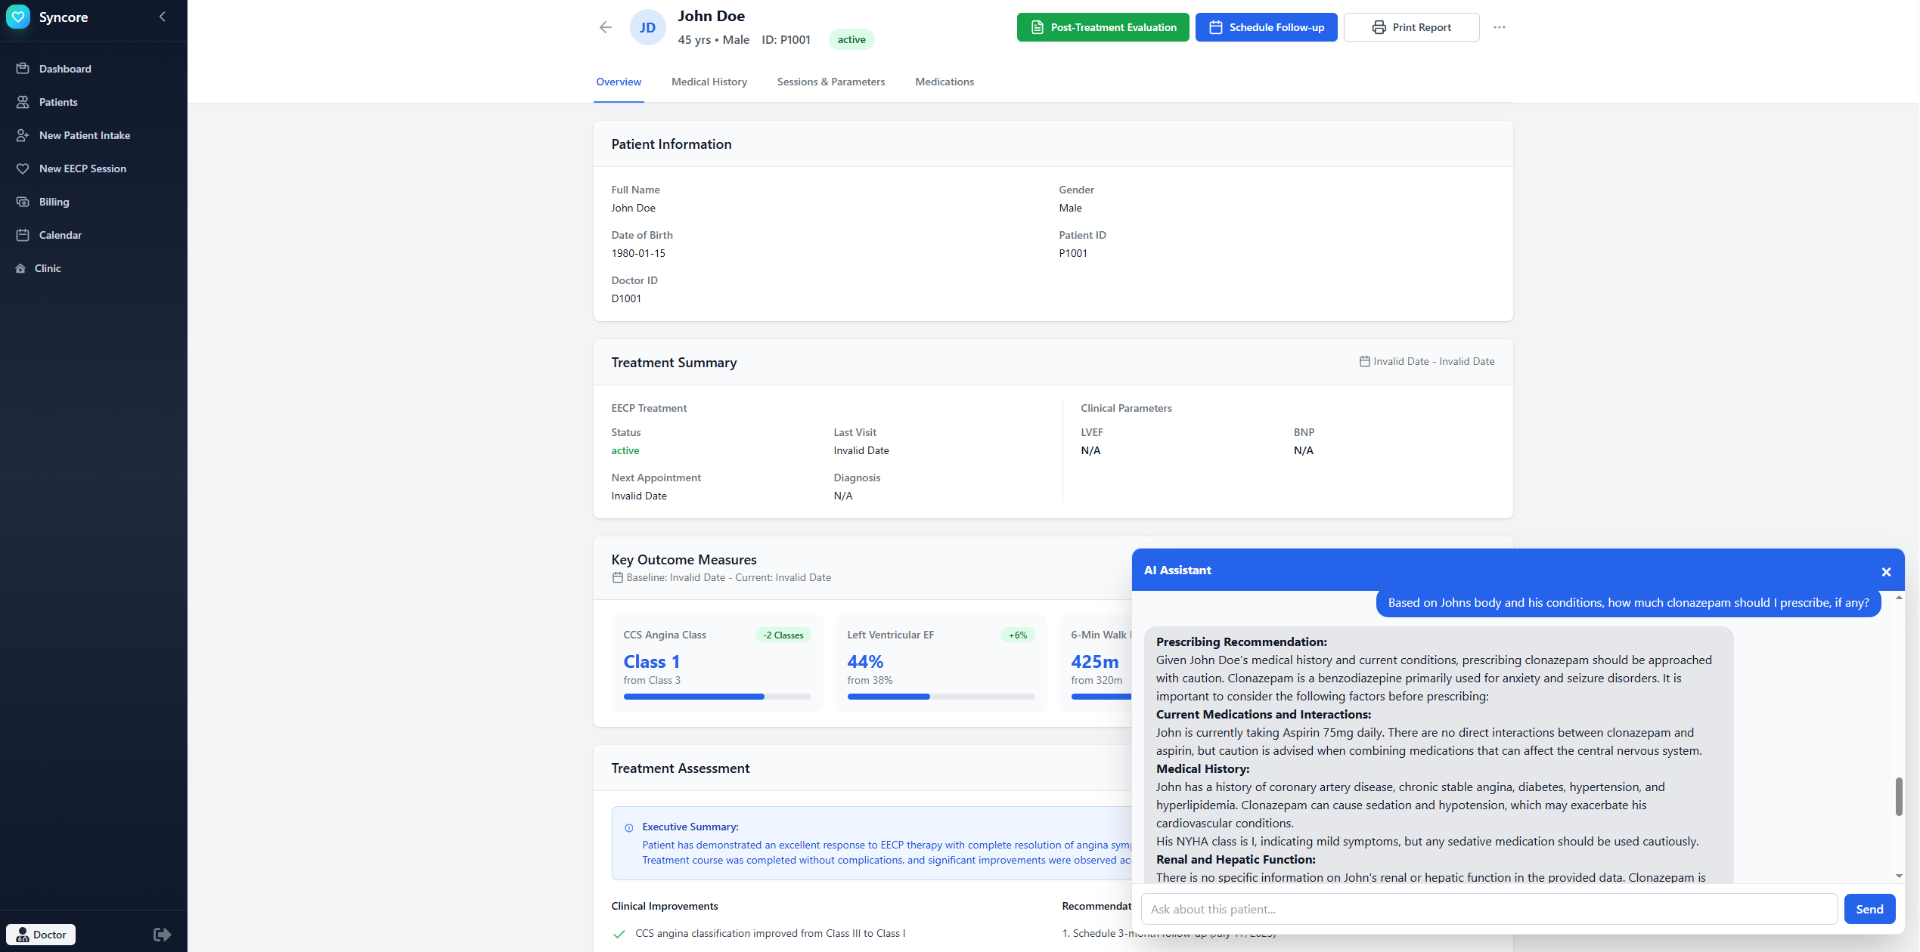 Syncore
Dashboard
Patients
New Patient Intake
New EECP Session
Billing
Calendar
Clinic
Doctor
JD
John Doe
45 yrs • Male ID: P1001 active
Post-Treatment Evaluation
Schedule Follow-up
Print Report
Overview Medical History Sessions & Parameters Medications
Patient Information
Full Name
John Doe
Gender
Male
Date of Birth
1980-01-15
Patient ID
P1001
Doctor ID
D1001
Treatment Summary
Invalid Date - Invalid Date
EECP Treatment
Status
active
Last Visit
Invalid Date
Next Appointment
Invalid Date
Diagnosis
N/A
Clinical Parameters
LVEF
N/A
BNP
N/A
Key Outcome Measures
Baseline: Invalid Date - Current: Invalid Date
CCS Angina Class -2 Classes
Class 1
from Class 3
Left Ventricular EF +6%
44%
from 38%
6-Min Walk
425m
from 320m
Treatment Assessment
Executive Summary:
Patient has demonstrated an excellent response to EECP therapy with complete resolution of angina
Treatment course was completed without complications, and significant improvements were observed
Clinical Improvements
CCS angina classification improved from Class III to Class I
1. Schedule 3-month follow-up (July 17, 2025)
AI Assistant
Based on Johns body and his conditions, how much clonazepam should I prescribe, if any?
Prescribing Recommendation:
Given John Doe's medical history and current conditions, prescribing clonazepam should be approached
with caution. Clonazepam is a benzodiazepine primarily used for anxiety and seizure disorders. It is
important to consider the following factors before prescribing:
Current Medications and Interactions:
John is currently taking Aspirin 75mg daily. There are no direct interactions between clonazepam and
aspirin, but caution is advised when combining medications that can affect the central nervous system.
Medical History:
John has a history of coronary artery disease, chronic stable angina, diabetes, hypertension, and
hyperlipidemia. Clonazepam can cause sedation and hypotension, which may exacerbate his
cardiovascular conditions.
His NYHA class is I, indicating mild symptoms, but any sedative medication should be used cautiously.
Renal and Hepatic Function:
There is no specific information on John's renal or hepatic function in the provided data. Clonazepam is
Ask about this patient...
Send